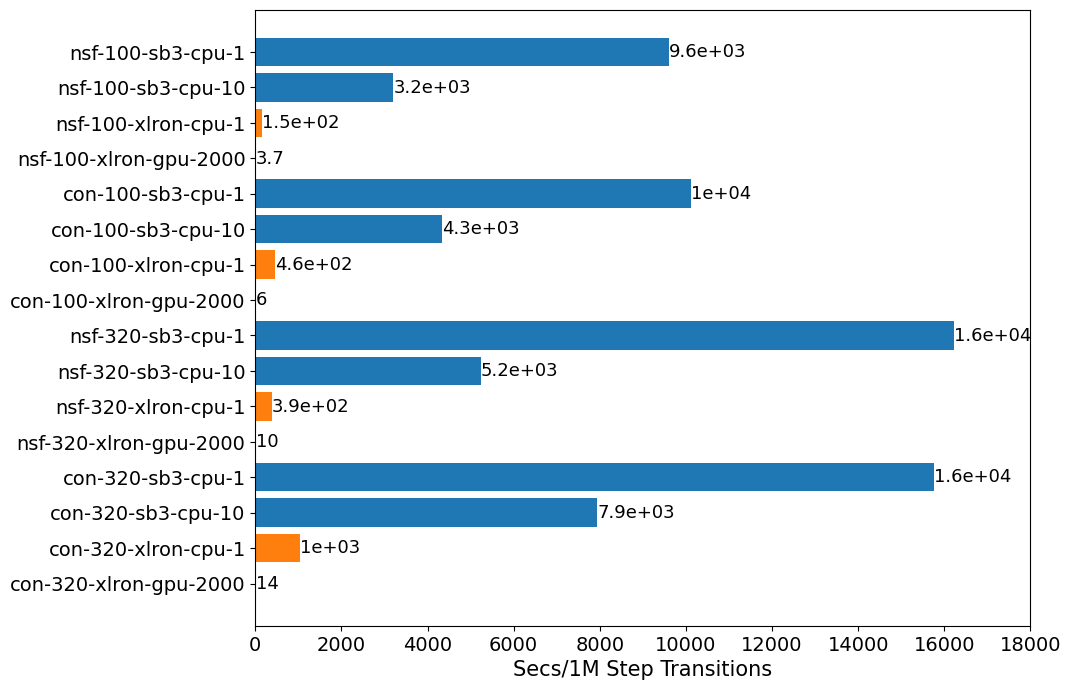 nsf-100-sb3-cpu-1 9.6e+03
nsf-100-sb3-cpu-10 3.2e+03
nsf-100-xlron-cpu-1 1.5e+02
nsf-100-xlron-gpu-2000 3.7
con-100-sb3-cpu-1 1e+04
con-100-sb3-cpu-10 4.3e+03
con-100-xlron-cpu-1 4.6e+02
con-100-xlron-gpu-2000 6
nsf-320-sb3-cpu-1 1.6e+04
nsf-320-sb3-cpu-10 5.2e+03
nsf-320-xlron-cpu-1 3.9e+02
nsf-320-xlron-gpu-2000 10
con-320-sb3-cpu-1 1.6e+04
con-320-sb3-cpu-10 7.9e+03
con-320-xlron-cpu-1 1e+03
con-320-xlron-gpu-2000 14
0 2000 4000 6000 8000 10000 12000 14000 16000 18000
Secs/1M Step Transitions